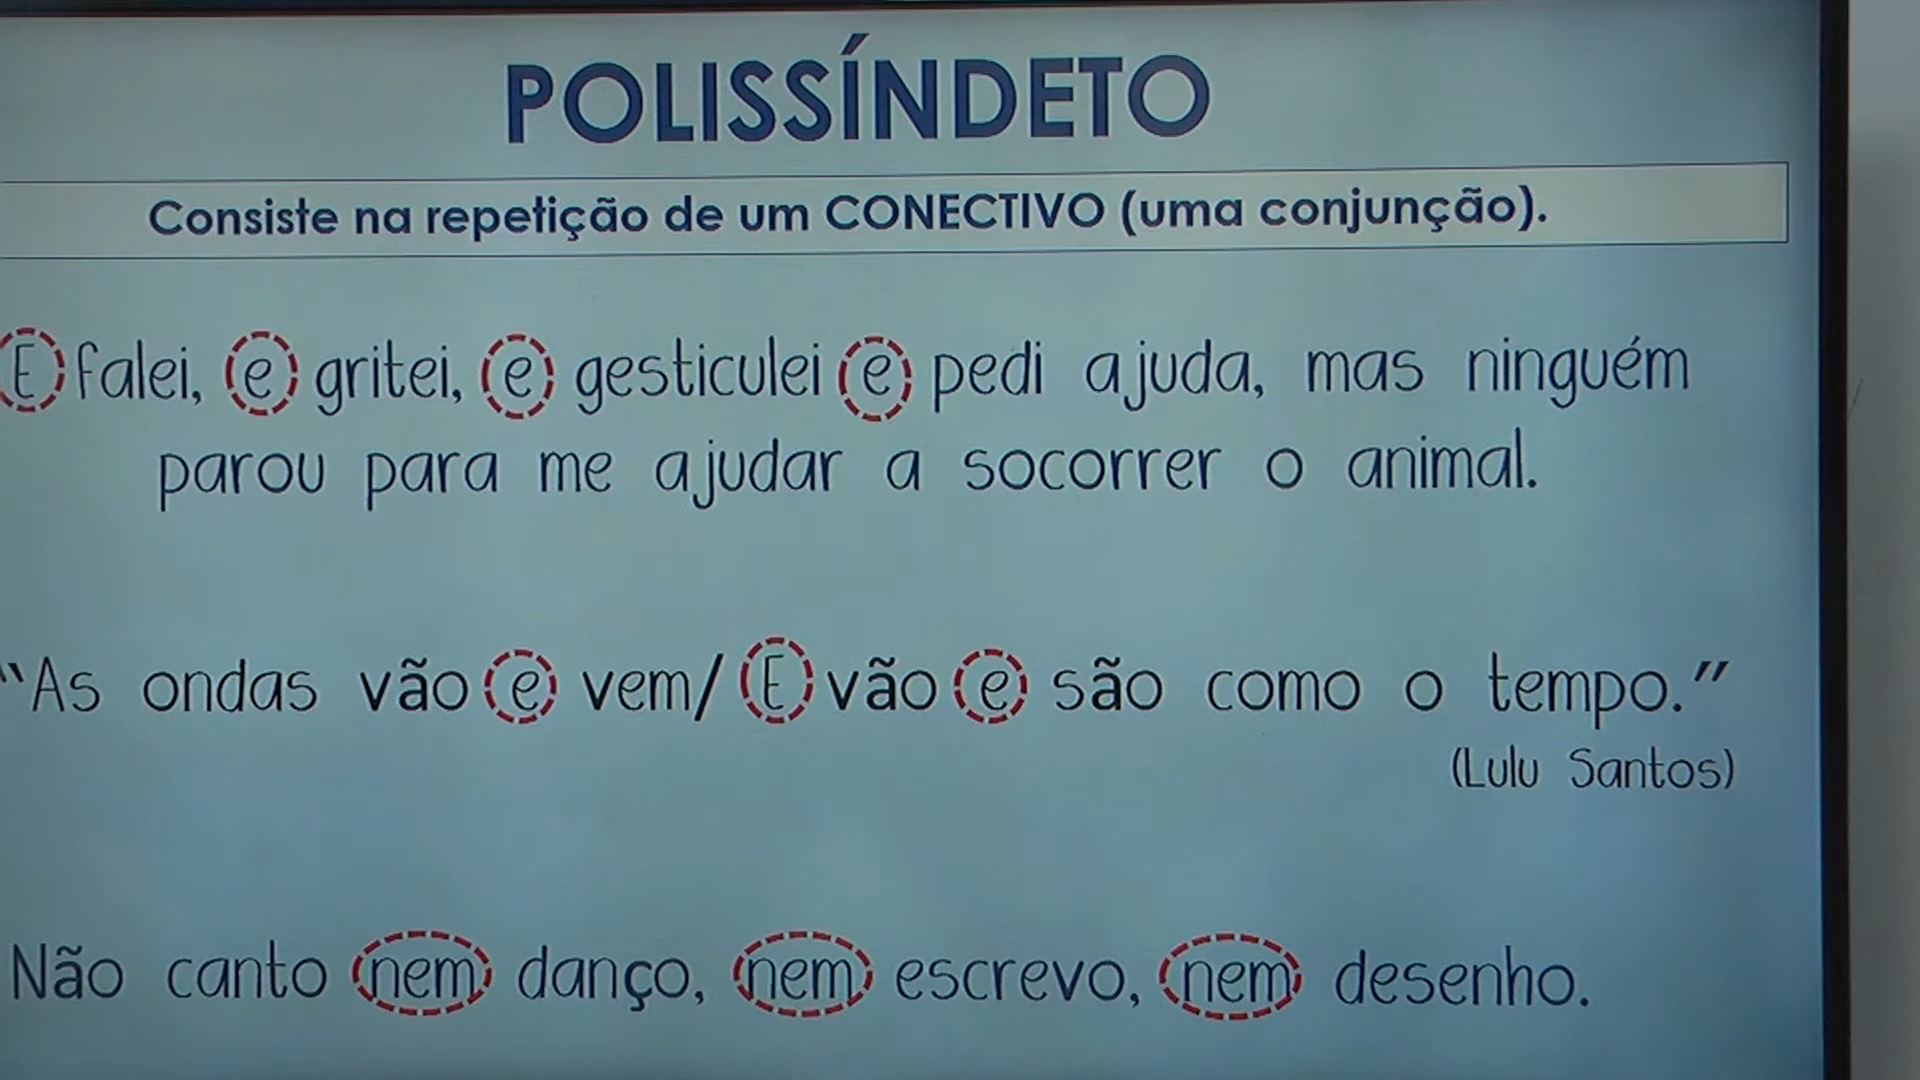 POLISSÍNDETO
Consiste na repetição de um CONECTIVO (uma conjunção).
E falei, e gritei, e gesticulei e pedi ajuda, mas ninguém
parou para me ajudar a socorrer o animal.
“As ondas vão e vem/ E vão e são como o tempo.”
(Lulu Santos)
Não canto nem danço, nem escrevo, nem desenho.